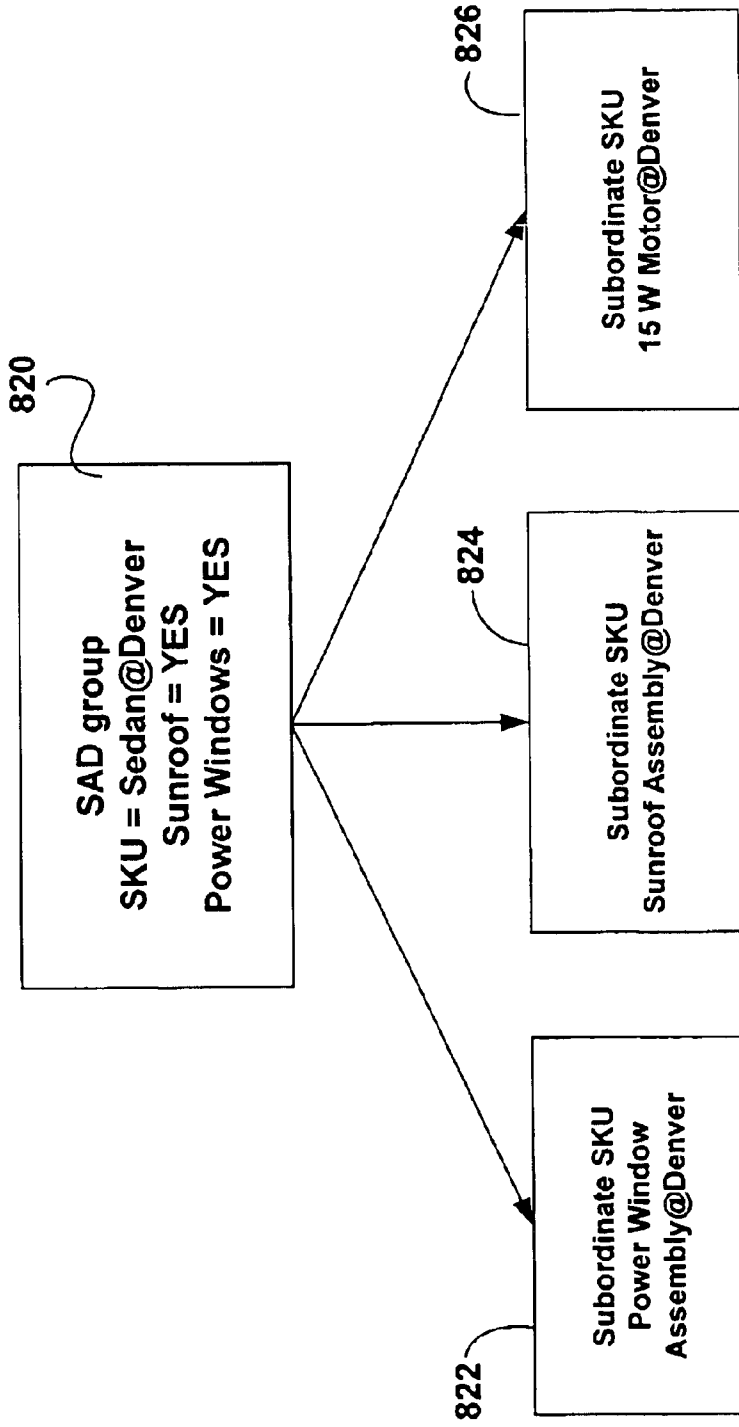 820
SAD group
SKU = Sedan@Denver
Sunroof = YES
Power Windows = YES
822
Subordinate SKU
Power Window
Assembly@Denver
824
Subordinate SKU
Sunroof Assembly@Denver
826
Subordinate SKU
15 W Motor@Denver